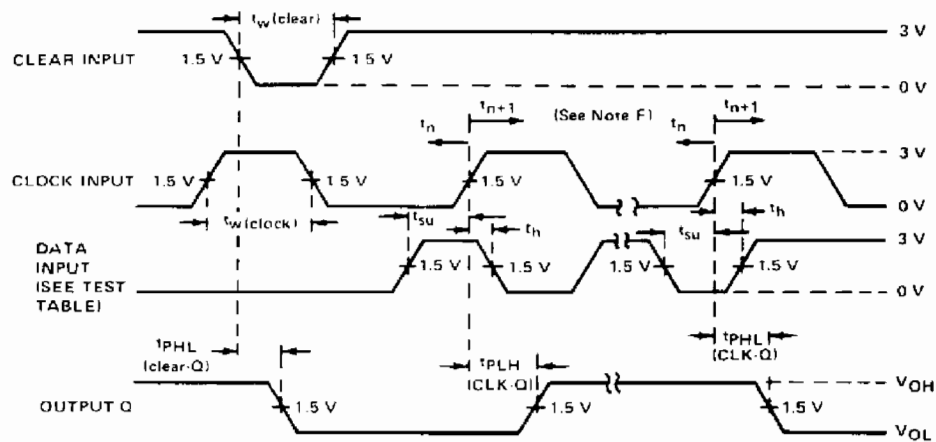 tw(clear)
3 V
CLEAR INPUT
1.5 V
1.5 V
0 V
tn+1
(See Note F)
tn+1
tn
tn
3 V
CLOCK INPUT
1.5 V
1.5 V
1.5 V
1.5 V
0 V
tw(clock)
tsu
th
tsu
th
3 V
DATA
INPUT
(SEE TEST
TABLE)
1.5 V
1.5 V
1.5 V
1.5 V
0 V
tPHL
(clear-Q)
tPLH
(CLK-Q)
tPHL
(CLK-Q)
VOH
OUTPUT Q
1.5 V
1.5 V
1.5 V
VOL